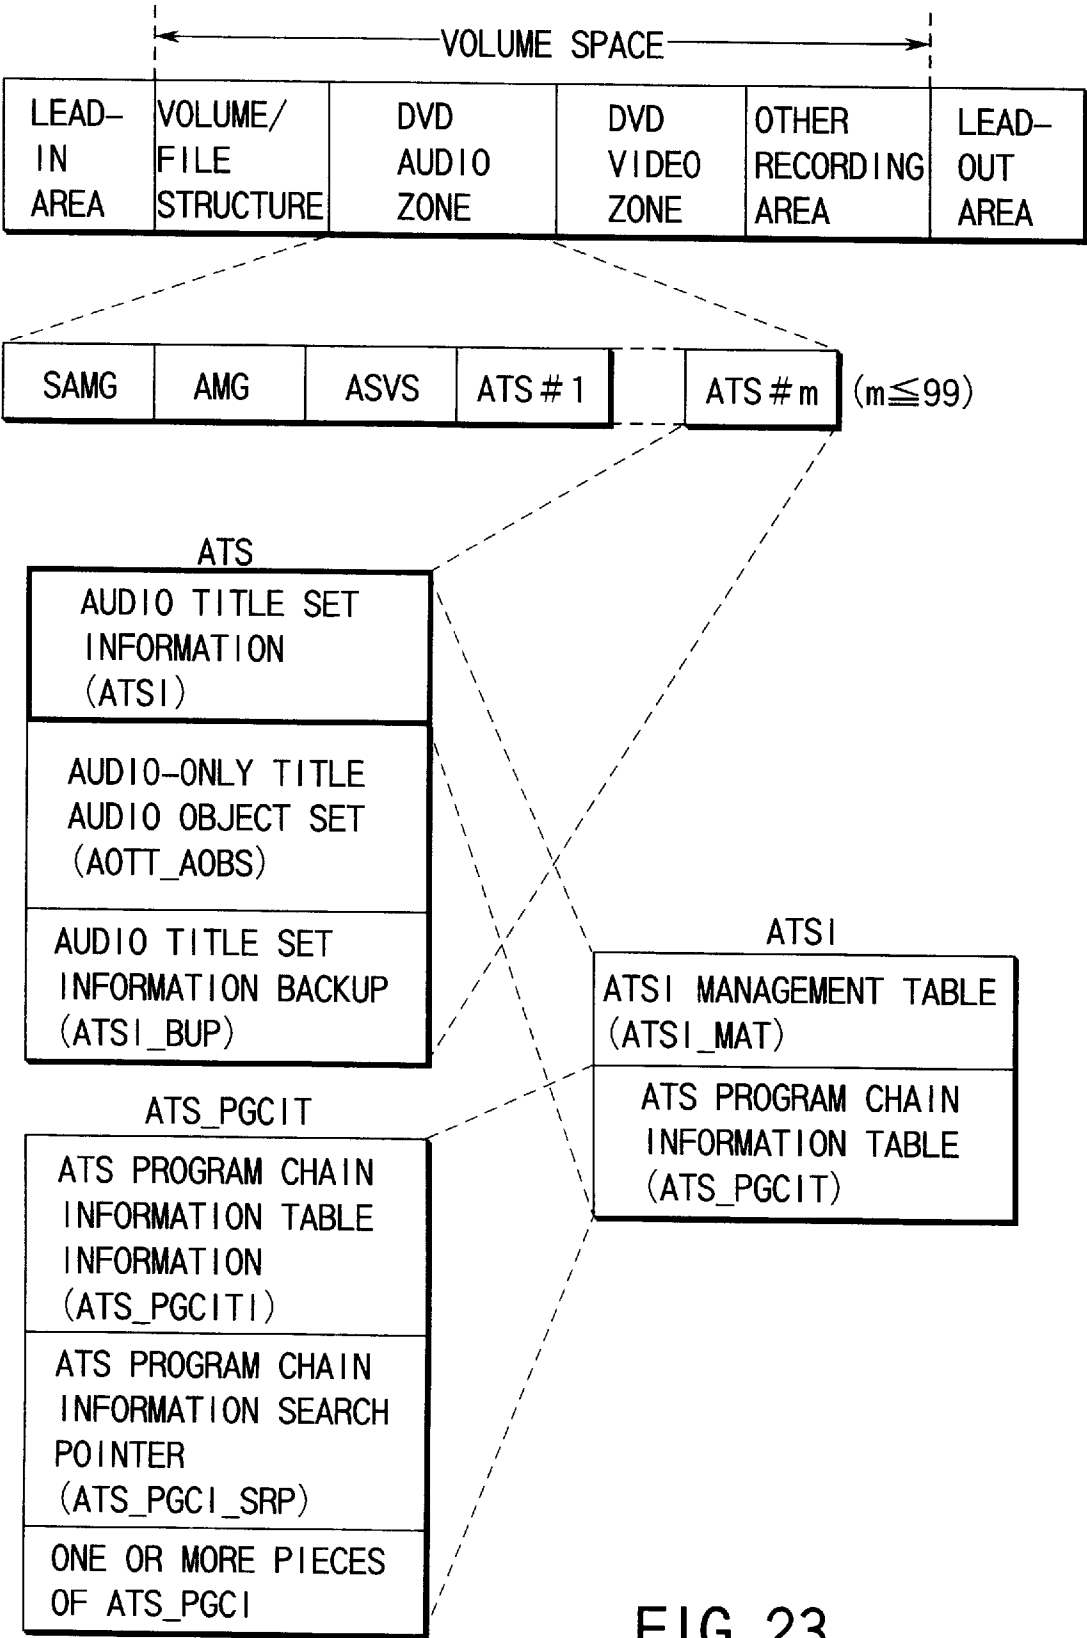 VOLUME SPACE
LEAD-
IN
AREA
VOLUME/
FILE
STRUCTURE
DVD
AUDIO
ZONE
DVD
VIDEO
ZONE
OTHER
RECORDING
AREA
LEAD-
OUT
AREA
SAMG
AMG
ASVS
ATS#1
ATS#m
(m≦99)
ATS
AUDIO TITLE SET
INFORMATION
(ATSI)
AUDIO-ONLY TITLE
AUDIO OBJECT SET
(AOTT_AOBS)
AUDIO TITLE SET
INFORMATION BACKUP
(ATSI_BUP)
ATSI
ATSI MANAGEMENT TABLE
(ATSI_MAT)
ATS PROGRAM CHAIN
INFORMATION TABLE
(ATS_PGCIT)
ATS_PGCIT
ATS PROGRAM CHAIN
INFORMATION TABLE
INFORMATION
(ATS_PGCITI)
ATS PROGRAM CHAIN
INFORMATION SEARCH
POINTER
(ATS_PGCI_SRP)
ONE OR MORE PIECES
OF ATS_PGCI
FIG. 23